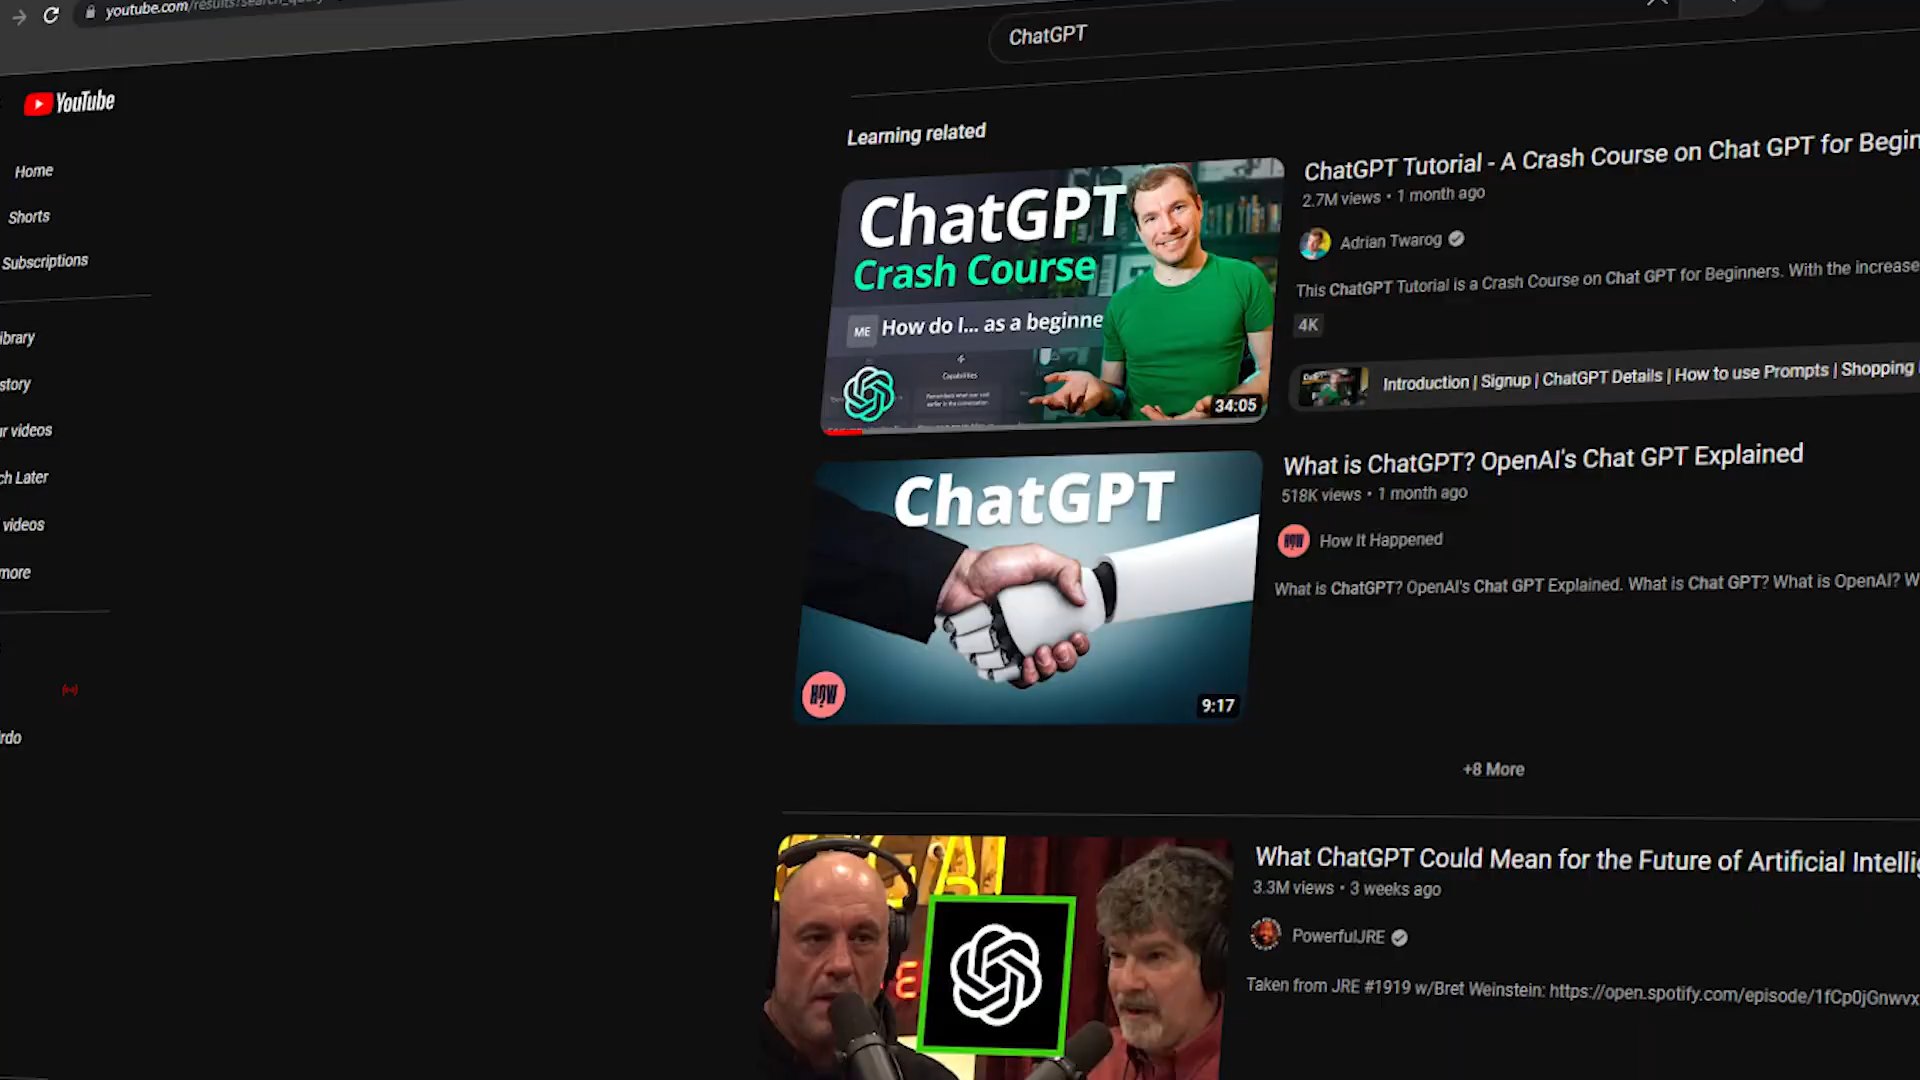 youtube.com/results?search_query
ChatGPT
YouTube
Home
Shorts
Subscriptions
ibrary
story
ur videos
ch Later
videos
more
rdo
Learning related
ChatGPT
Crash Course
ME How do I... as a beginne
Capabilities
34:05
ChatGPT Tutorial - A Crash Course on Chat GPT for Begin
2.7M views • 1 month ago
Adrian Twarog
This ChatGPT Tutorial is a Crash Course on Chat GPT for Beginners. With the increase
4K
Introduction | Signup | ChatGPT Details | How to use Prompts | Shopping
ChatGPT
H?W
9:17
What is ChatGPT? OpenAI's Chat GPT Explained
518K views • 1 month ago
H?W
How It Happened
What is ChatGPT? OpenAI's Chat GPT Explained. What is Chat GPT? What is OpenAI? W
+8 More
What ChatGPT Could Mean for the Future of Artificial Intellig
3.3M views • 3 weeks ago
PowerfulJRE
Taken from JRE #1919 w/Bret Weinstein: https://open.spotify.com/episode/1fCp0jGnwvx